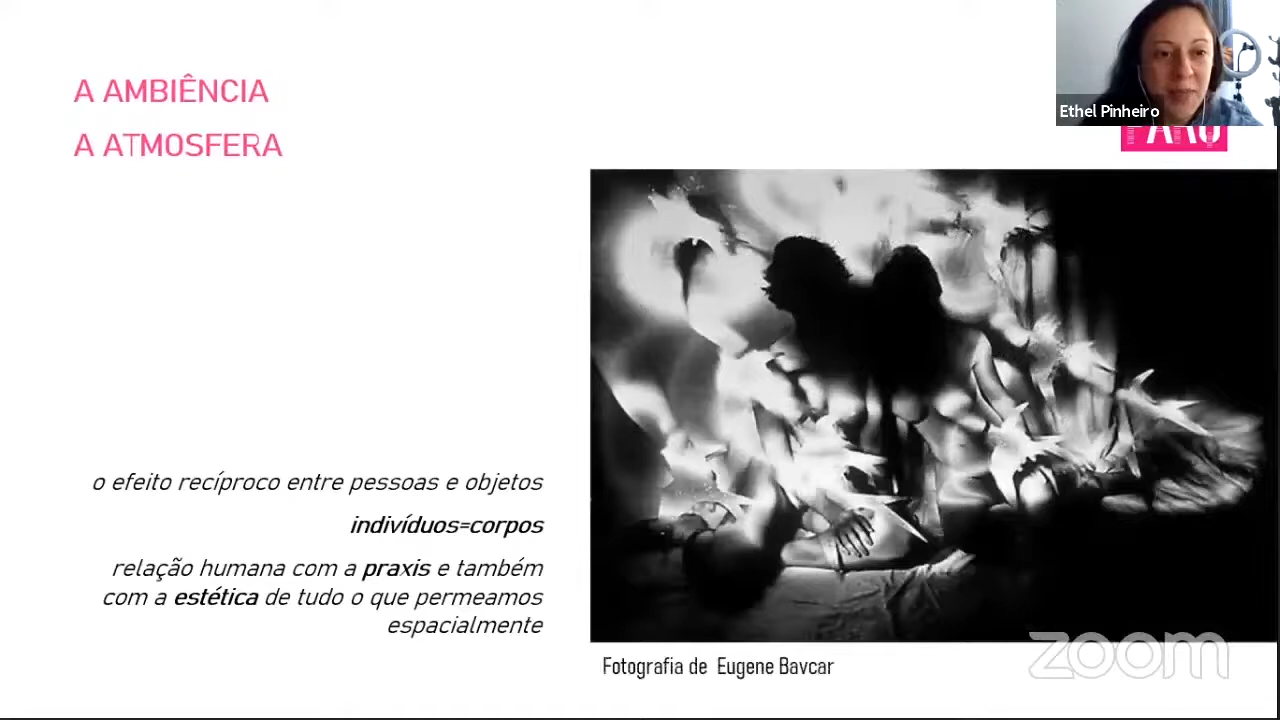 A AMBIÊNCIA
A ATMOSFERA
Ethel Pinheiro
o efeito recíproco entre pessoas e objetos
indivíduos=corpos
relação humana com a praxis e também
com a estética de tudo o que permeamos
espacialmente
Fotografia de Eugene Bavcar
zoom